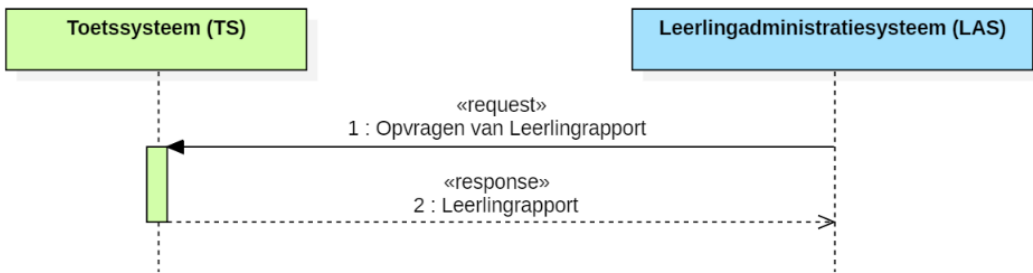 Toetssysteem (TS)
Leerlingadministratiesysteem (LAS)
«request»
1 : Opvragen van Leerlingrapport
«response»
2 : Leerlingrapport